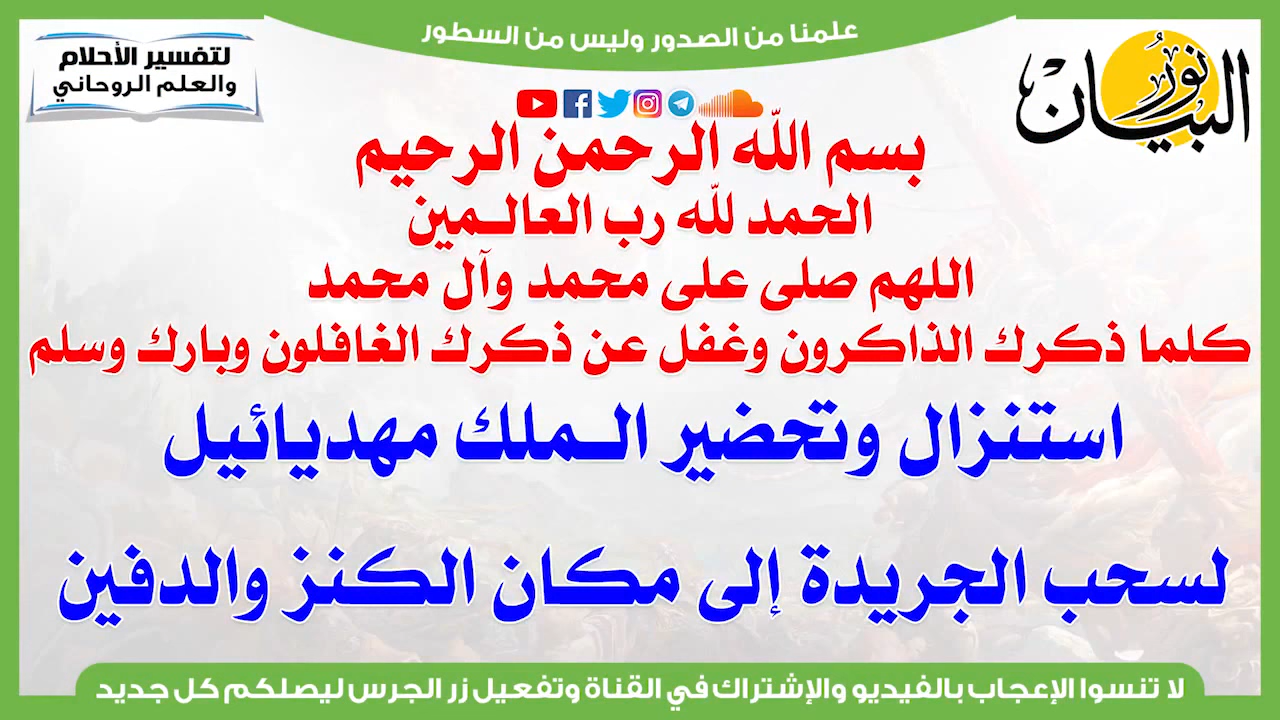 علمنا من الصدور وليس من السطور
لتفسير الأحلام
والعلم الروحاني
نور
البيان
بسم الله الرحمن الرحيم
الحمد لله رب العالـمين
اللهم صلى على محمد وآل محمد
كلما ذكرك الذاكرون وغفل عن ذكرك الغافلون وبارك وسلم
استنزال وتحضير الـملك مهديائيل
لسحب الجريدة إلى مكان الكنز والدفين
لا تنسوا الإعجاب بالفيديو والإشتراك في القناة وتفعيل زر الجرس ليصلكم كل جديد